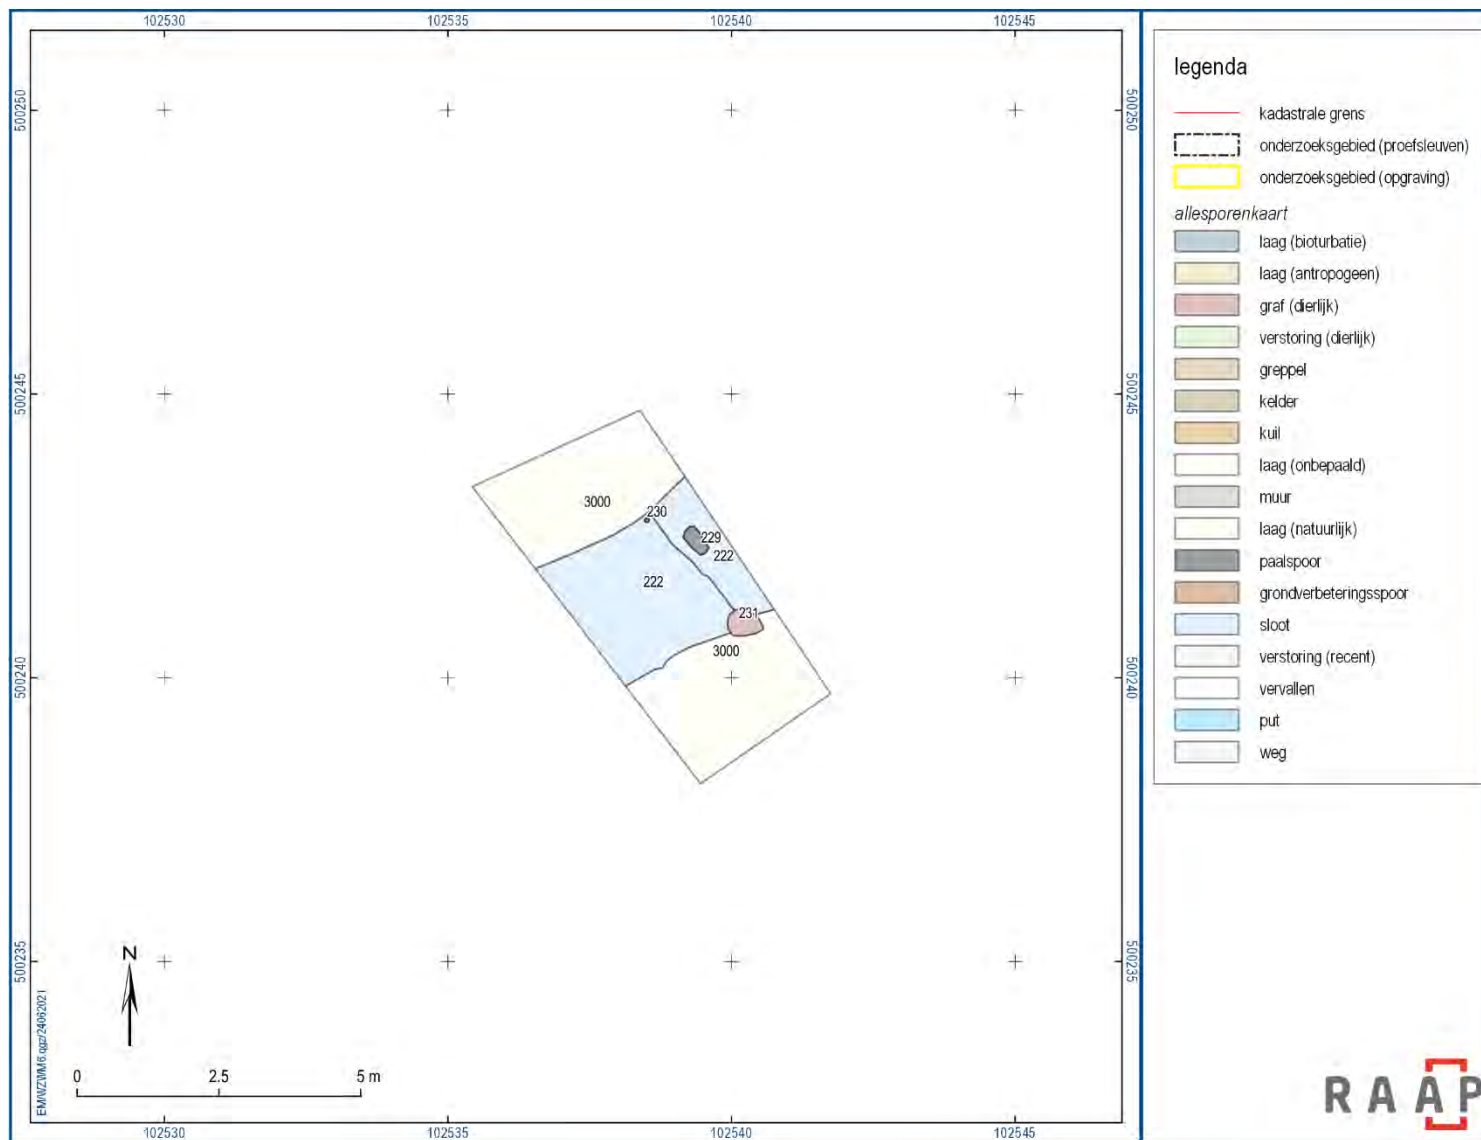 102530 102535 102540 102545
500250 500250
500245 500245
500240 500240
500235 500235
3000
230
229
222
222
231
3000
N
0 2.5 5 m
102530 102535 102540 102545
legenda
kadastrale grens
onderzoeksgebied (proefsleuven)
onderzoeksgebied (opgraving)
allesporenkaart
laag (bioturbatie)
laag (antropogeen)
graf (dierlijk)
verstoring (dierlijk)
greppel
kelder
kuil
laag (onbepaald)
muur
laag (natuurlijk)
paalspoor
grondverbeteringsspoor
sloot
verstoring (recent)
vervallen
put
weg
RAAP